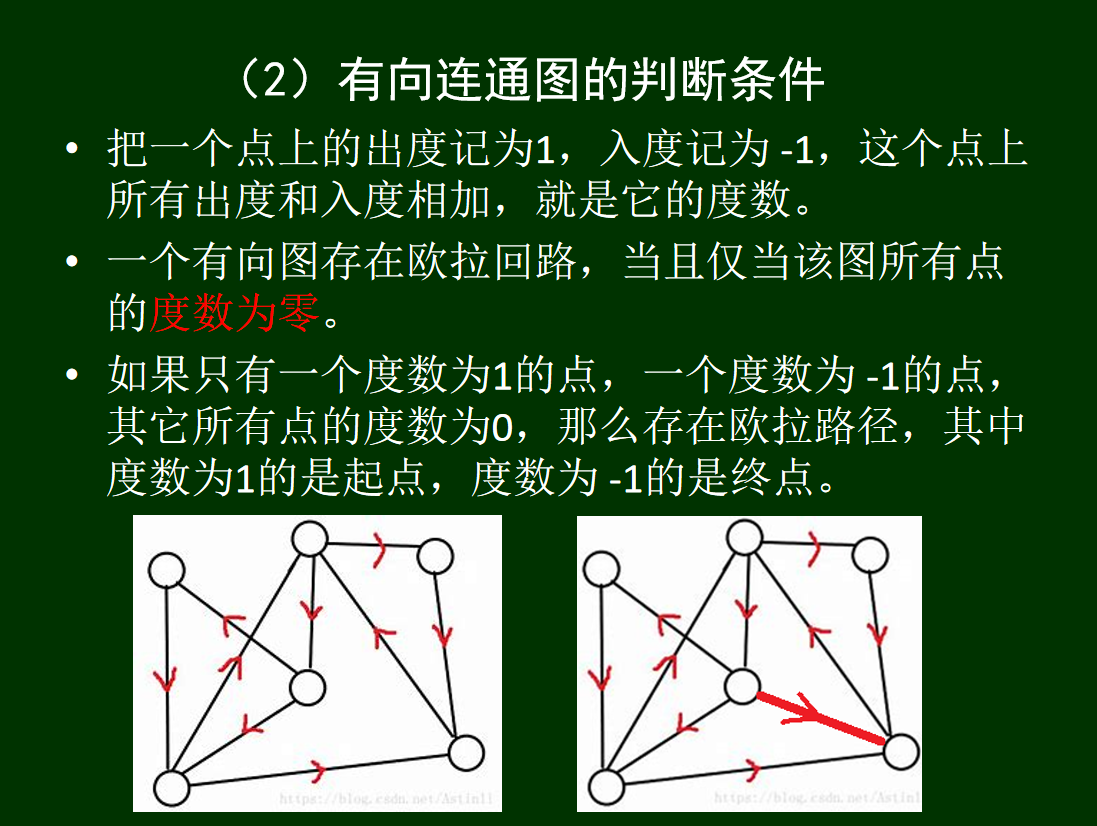 （2）有向连通图的判断条件
• 把一个点上的出度记为1，入度记为 -1，这个点上
所有出度和入度相加，就是它的度数。
• 一个有向图存在欧拉回路，当且仅当该图所有点
的度数为零。
• 如果只有一个度数为1的点，一个度数为 -1的点，
其它所有点的度数为0，那么存在欧拉路径，其中
度数为1的是起点，度数为 -1的是终点。
https://blog.csdn.net/Astinli
https://blog.csdn.net/Astinl